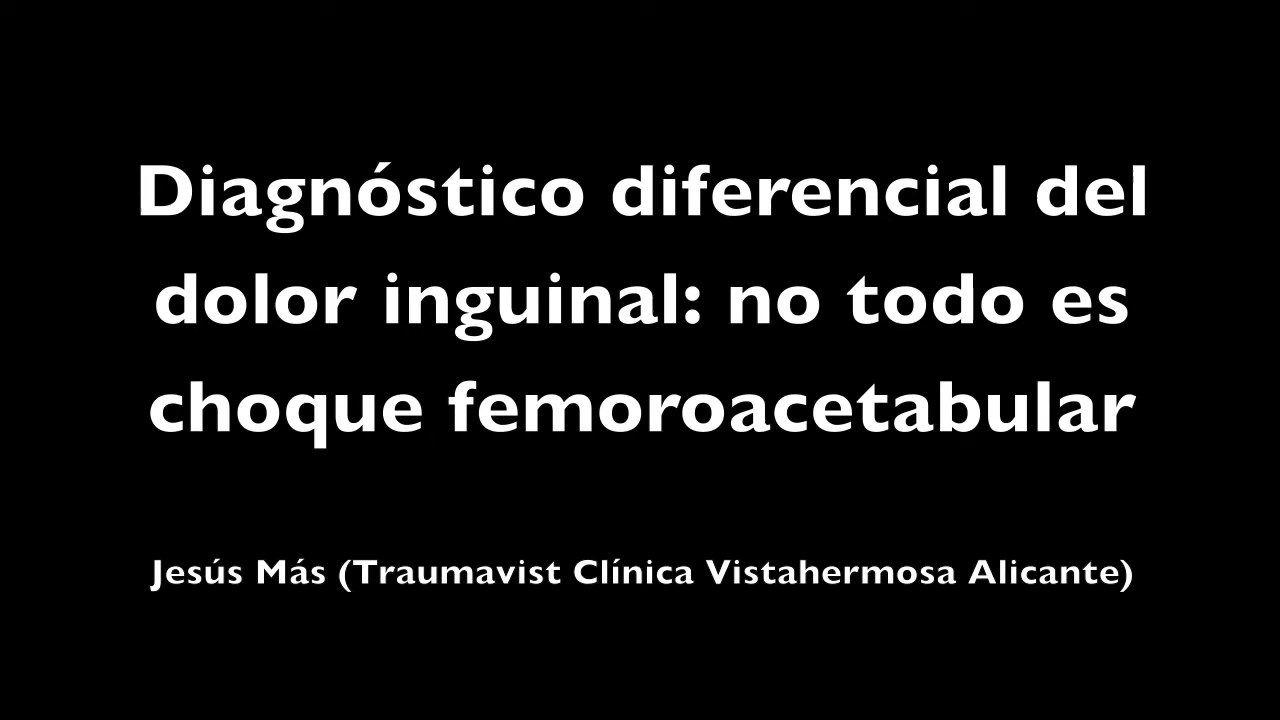 Diagnóstico diferencial del
dolor inguinal: no todo es
choque femoroacetabular
Jesús Más (Traumavist Clínica Vistahermosa Alicante)